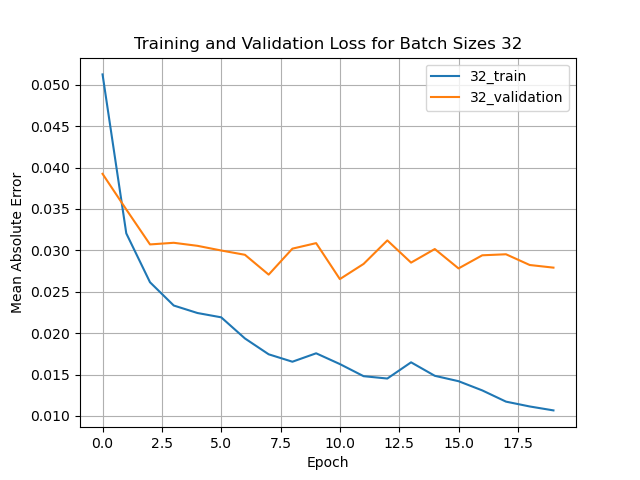 Training and Validation Loss for Batch Sizes 32
32_train
32_validation
Mean Absolute Error
0.050
0.045
0.040
0.035
0.030
0.025
0.020
0.015
0.010
0.0 2.5 5.0 7.5 10.0 12.5 15.0 17.5
Epoch